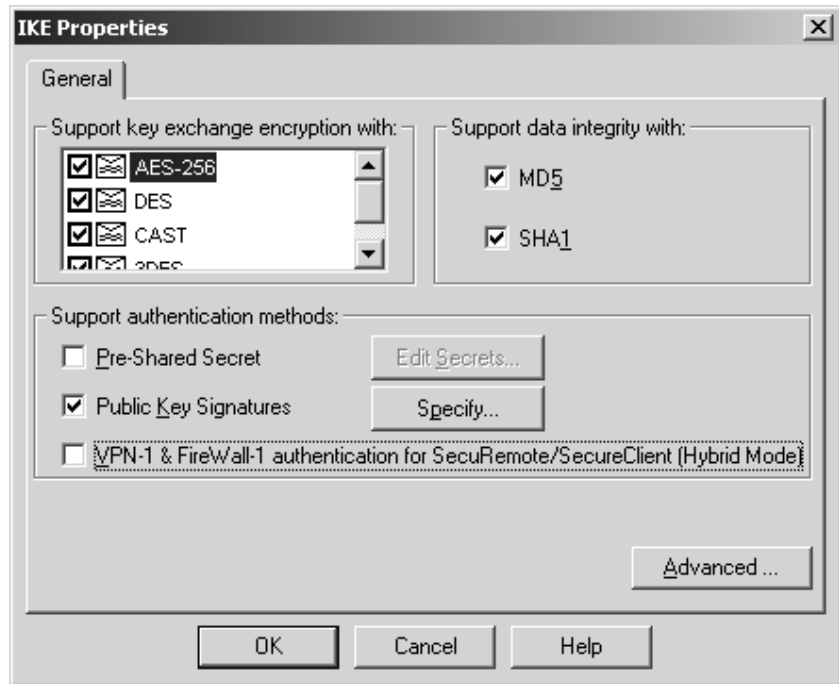 IKE Properties
General
Support key exchange encryption with:
AES-256
DES
CAST
3DES
Support data integrity with:
MD5
SHA1
Support authentication methods:
Pre-Shared Secret
Edit Secrets...
Public Key Signatures
Specify...
VPN-1 & FireWall-1 authentication for SecuRemote/SecureClient (Hybrid Mode)
Advanced ...
OK
Cancel
Help